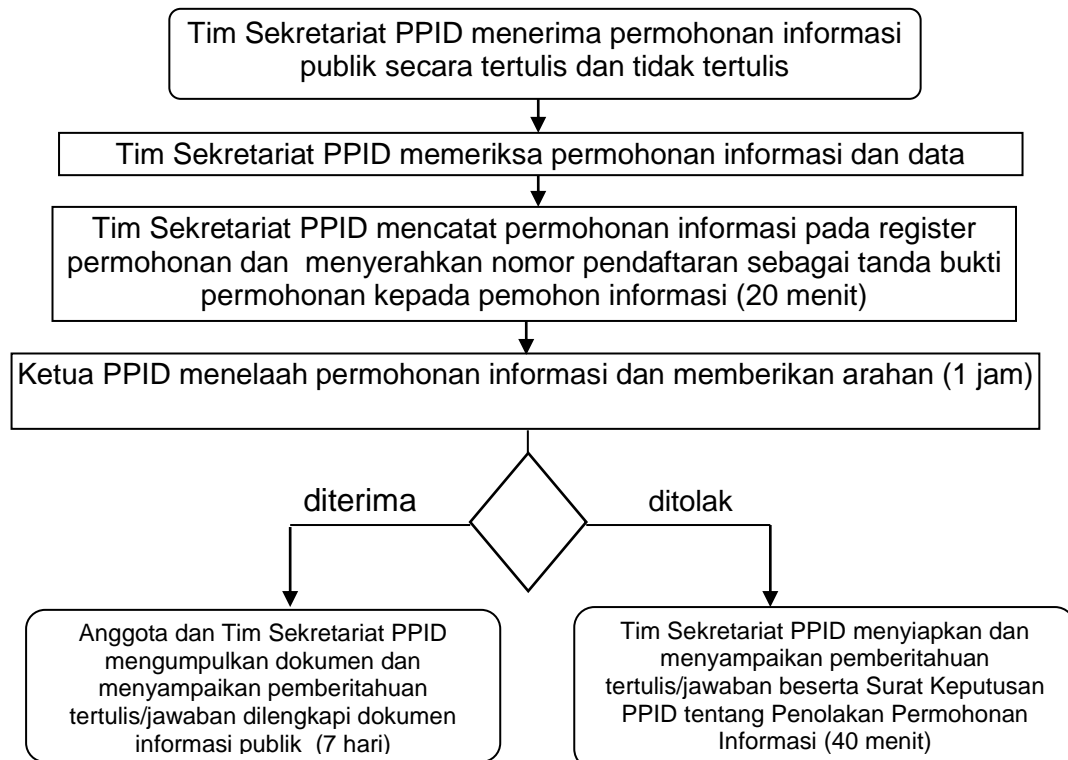 Tim Sekretariat PPID menerima permohonan informasi
publik secara tertulis dan tidak tertulis
Tim Sekretariat PPID memeriksa permohonan informasi dan data
Tim Sekretariat PPID mencatat permohonan informasi pada register
permohonan dan menyerahkan nomor pendaftaran sebagai tanda bukti
permohonan kepada pemohon informasi (20 menit)
Ketua PPID menelaah permohonan informasi dan memberikan arahan (1 jam)
diterima
ditolak
Anggota dan Tim Sekretariat PPID
mengumpulkan dokumen dan
menyampaikan pemberitahuan
tertulis/jawaban dilengkapi dokumen
informasi publik (7 hari)
Tim Sekretariat PPID menyiapkan dan
menyampaikan pemberitahuan
tertulis/jawaban beserta Surat Keputusan
PPID tentang Penolakan Permohonan
Informasi (40 menit)